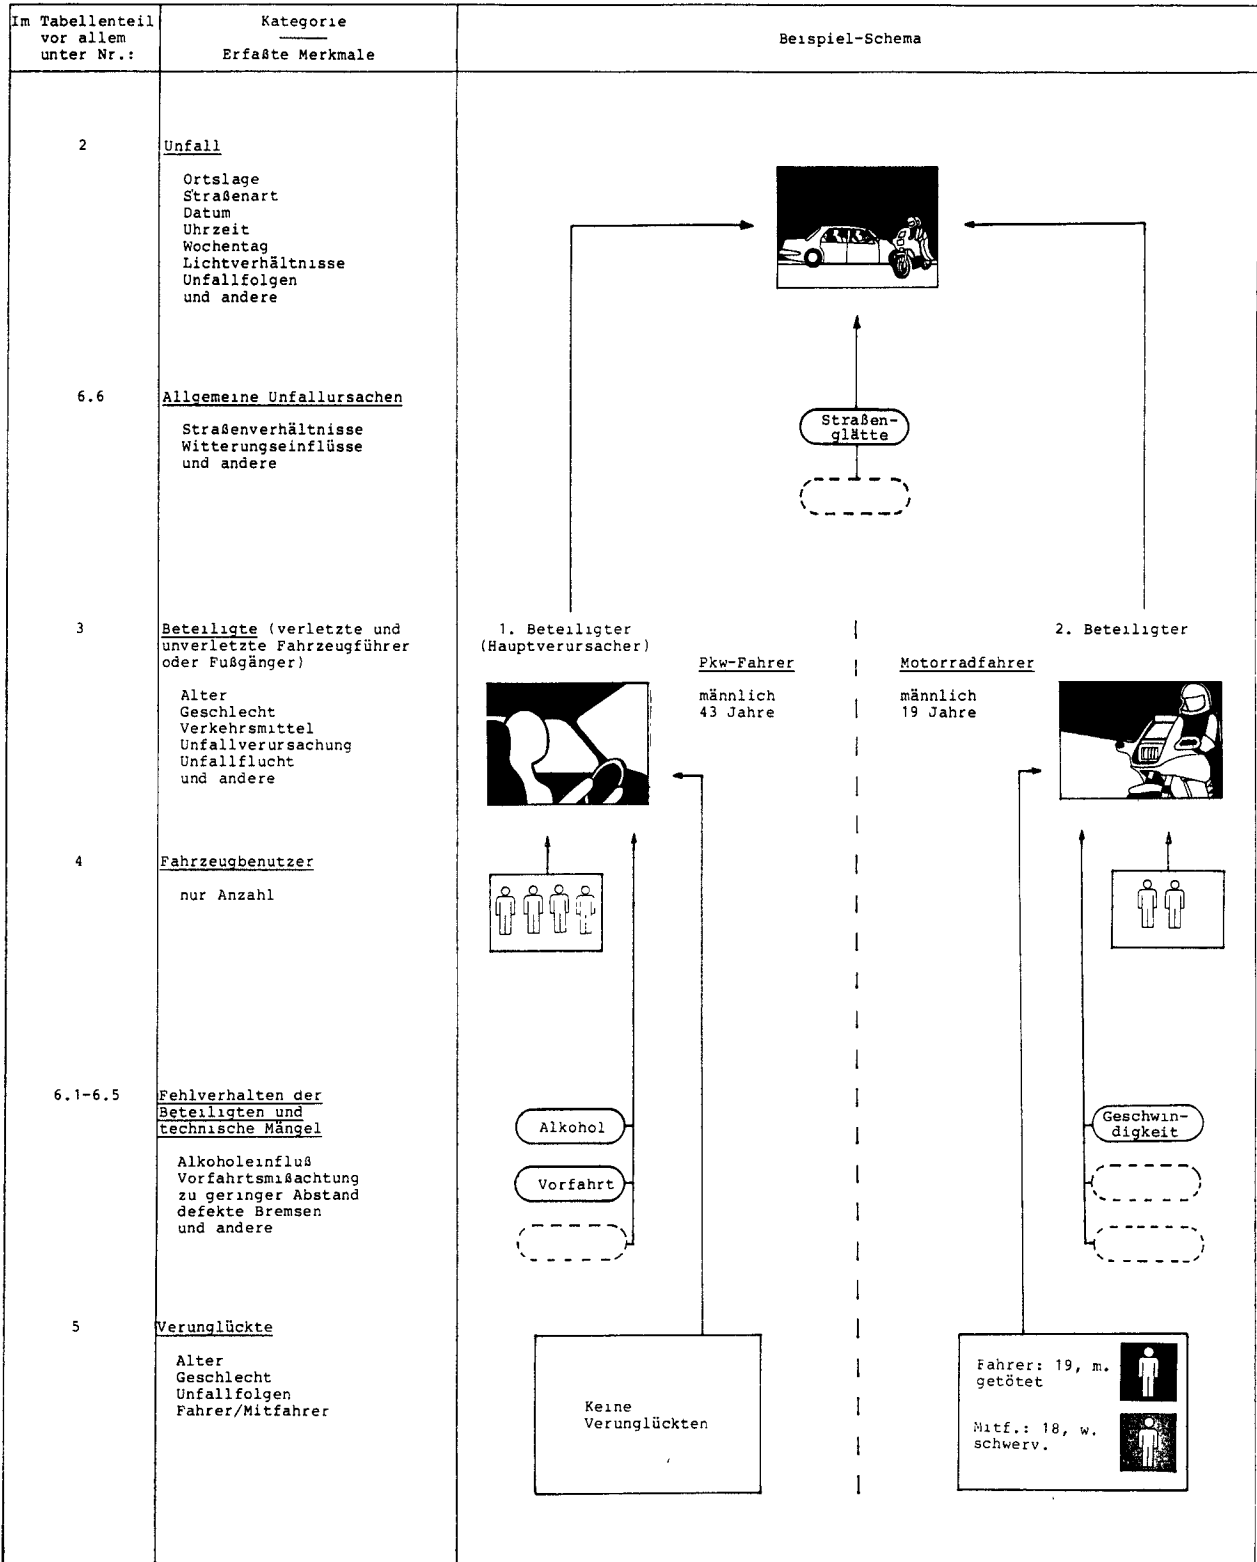 Im Tabellenteil
vor allem
unter Nr.:
Kategorie
Erfaßte Merkmale
Beispiel-Schema
2
Unfall
Ortslage
Straßenart
Datum
Uhrzeit
Wochentag
Lichtverhältnisse
Unfallfolgen
und andere
6.6
Allgemeine Unfallursachen
Straßenverhältnisse
Witterungseinflüsse
und andere
Straßen-
glätte
3
Beteiligte (verletzte und
unverletzte Fahrzeugführer
oder Fußgänger)
Alter
Geschlecht
Verkehrsmittel
Unfallverursachung
Unfallflucht
und andere
1. Beteiligter
(Hauptverursacher)
Pkw-Fahrer
männlich
43 Jahre
2. Beteiligter
Motorradfahrer
männlich
19 Jahre
4
Fahrzeugbenutzer
nur Anzahl
6.1-6.5
Fehlverhalten der
Beteiligten und
technische Mängel
Alkoholeinfluß
Vorfahrtsmißachtung
zu geringer Abstand
defekte Bremsen
und andere
Alkohol
Vorfahrt
Geschwin-
digkeit
5
Verunglückte
Alter
Geschlecht
Unfallfolgen
Fahrer/Mitfahrer
Keine
Verunglückten
Fahrer: 19, m.
getötet
Mitf.: 18, w.
schwerv.